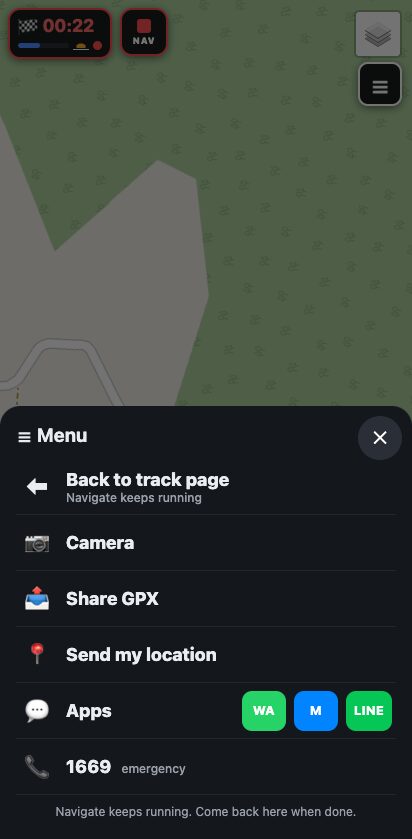 00:22
NAV
Menu
Back to track page
Navigate keeps running
Camera
Share GPX
Send my location
Apps WA M LINE
1669 emergency
Navigate keeps running. Come back here when done.